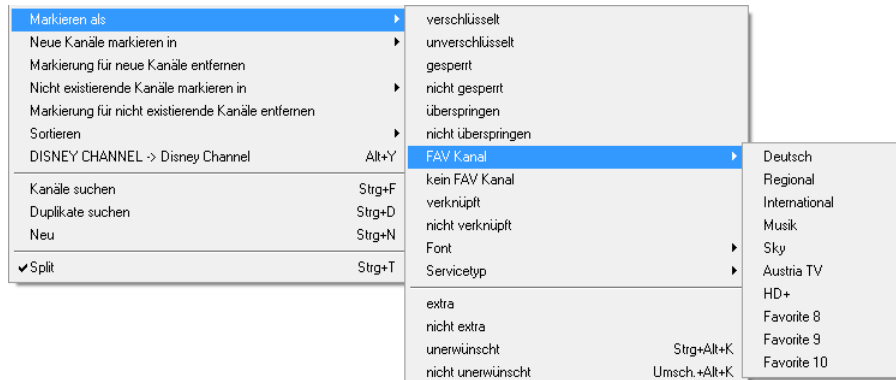 Markieren als
Neue Kanäle markieren in
Markierung für neue Kanäle entfernen
Nicht existierende Kanäle markieren in
Markierung für nicht existierende Kanäle entfernen
Sortieren
DISNEY CHANNEL -> Disney Channel Alt+Y
Kanäle suchen Strg+F
Duplikate suchen Strg+D
Neu Strg+N
Split Strg+T
verschlüsselt
unverschlüsselt
gesperrt
nicht gesperrt
überspringen
nicht überspringen
FAV Kanal
kein FAV Kanal
verknüpft
nicht verknüpft
Font
Servicetyp
extra
nicht extra
unerwünscht Strg+Alt+K
nicht unerwünscht Umsch.+Alt+K
Deutsch
Regional
International
Musik
Sky
Austria TV
HD+
Favorite 8
Favorite 9
Favorite 10